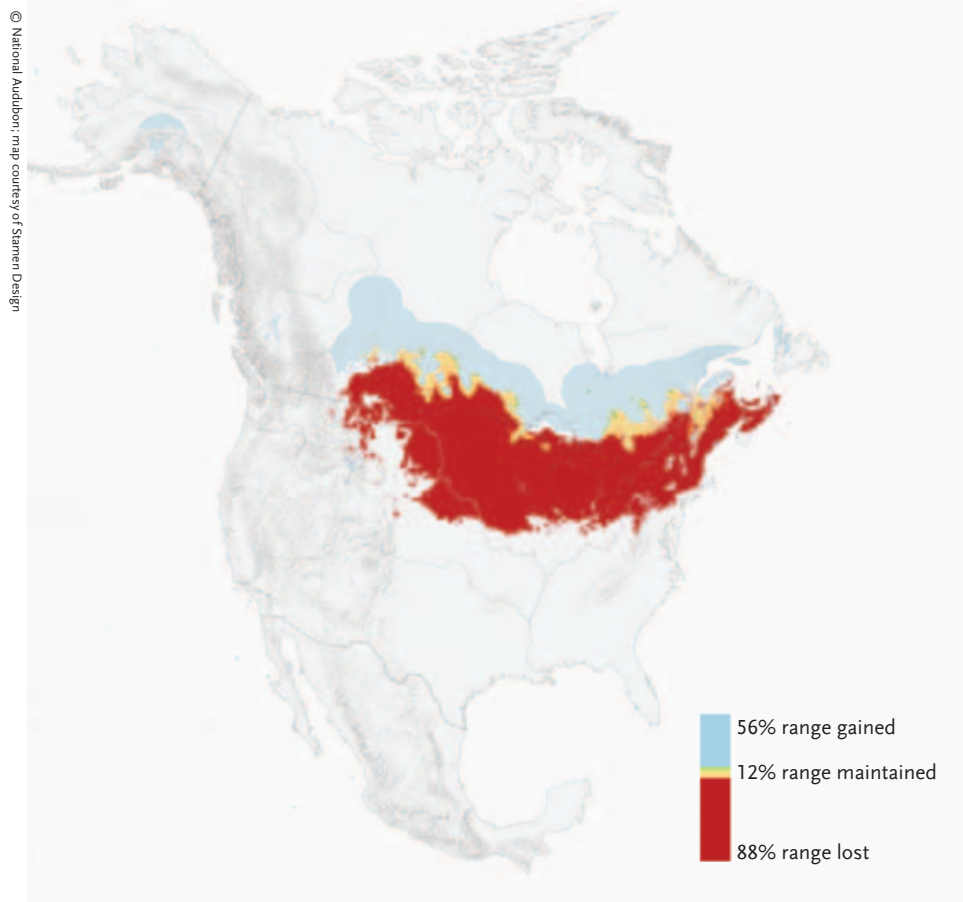 © National Audubon; map courtesy of Stamen Design
56% range gained
12% range maintained
88% range lost